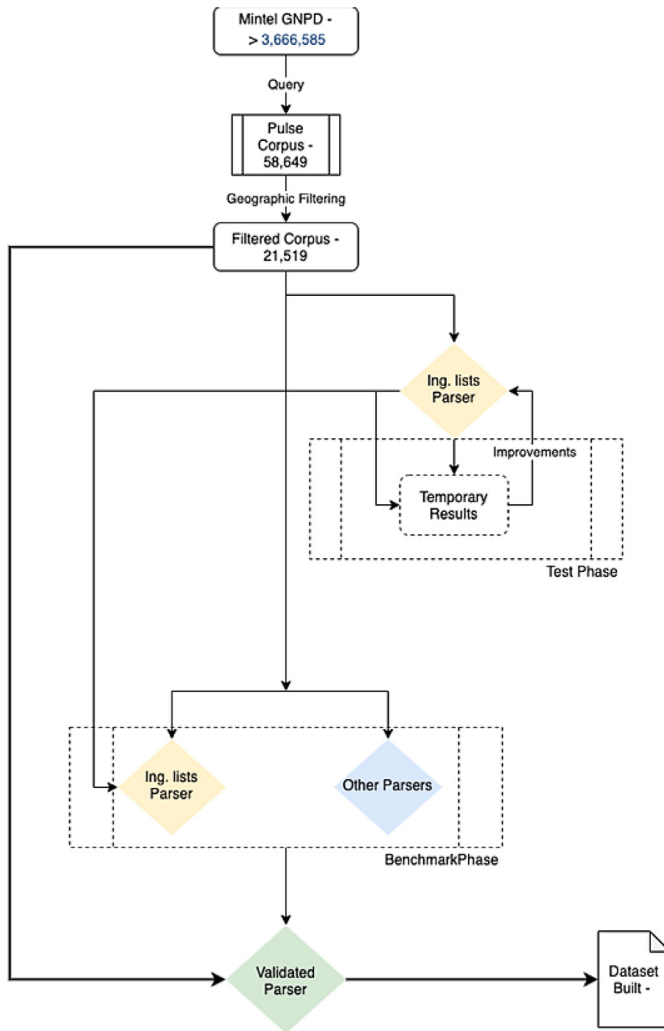 Mintel GNPD -
> 3,666,585
Query
Pulse
Corpus -
58,649
Geographic Filtering
Filtered Corpus -
21,519
Ing. lists
Parser
Improvements
Temporary
Results
Test Phase
Ing. lists
Parser
Other Parsers
BenchmarkPhase
Validated
Parser
Dataset
Built -